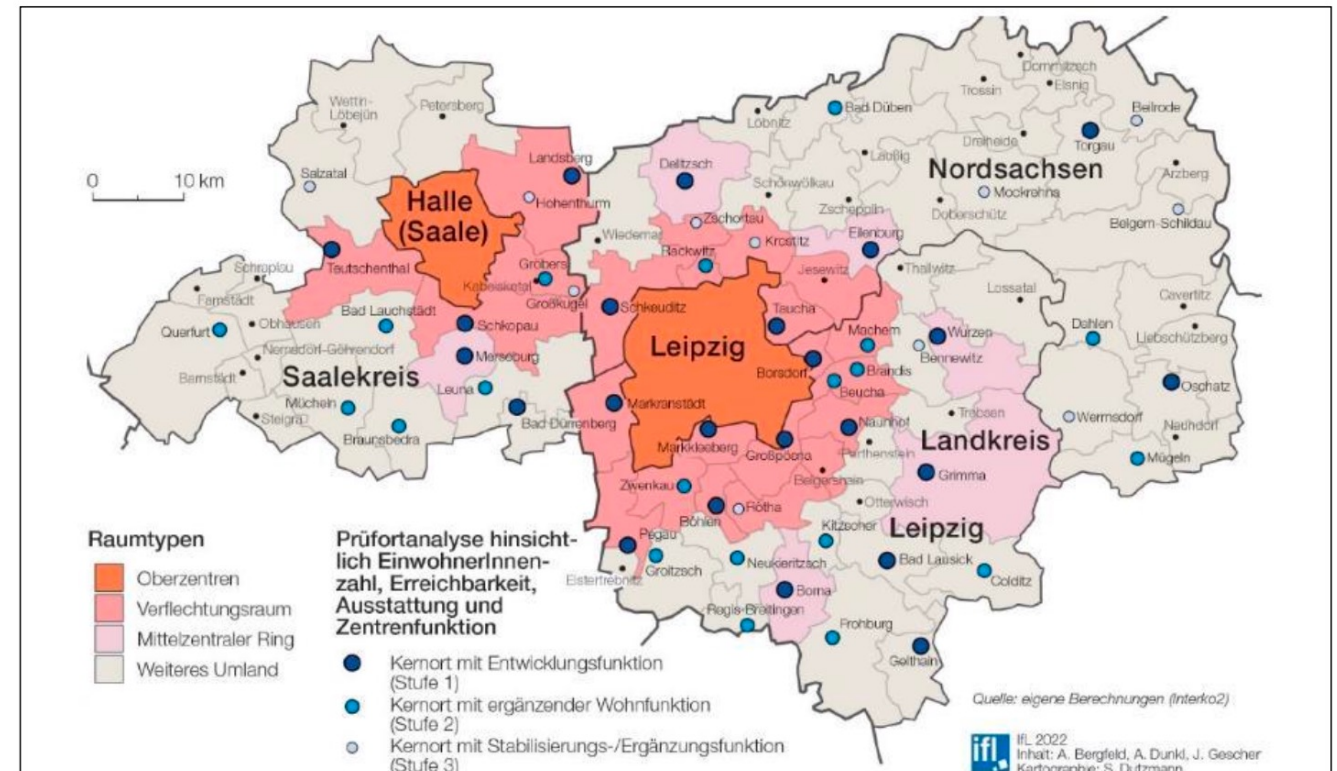 Dommitzsch
Trossin
Elsnig
Wettin-
Löbejün
Petersberg
Löbnitz
Bad Düben
Beilrode
Torgau
Dreiheide
Laußig
Landsberg
Delitzsch
Nordsachsen
Arzberg
0 10 km
Salzatal
Hohenthurm
Schönwölkau
Mockrehna
Halle
(Saale)
Zschepplin
Doberschütz
Belgern-Schildau
Zschortau
Wiedemar
Krostitz
Eilenburg
Rackwitz
Teutschenthal
Gröbers
Jesewitz
Thallwitz
Schraplau
Kabelsketal
Großkugel
Lossatal
Farnstädt
Schkeuditz
Taucha
Cavertitz
Bad Lauchstädt
Querfurt
Obhausen
Schkopau
Machern
Wurzen
Dahlen
Liebschützberg
Leipzig
Bennewitz
Nemsdorf-Göhrendorf
Merseburg
Borsdorf
Brandis
Barnstädt
Saalekreis
Leuna
Beucha
Oschatz
Mücheln
Markranstädt
Steigra
Bad Dürrenberg
Trebsen
Wermsdorf
Braunsbedra
Naunhof
Naundorf
Markkleeberg
Großpösna
Landkreis
Parthenstein
Mügeln
Belgershain
Grimma
Zwenkau
Otterwisch
Böhlen
Rötha
Kitzscher
Leipzig
Pegau
Groitzsch
Neukieritzsch
Bad Lausick
Elstertrebnitz
Colditz
Borna
Regis-Breitingen
Frohburg
Geithain
Raumtypen
Oberzentren
Verflechtungsraum
Mittelzentraler Ring
Weiteres Umland
Prüfortanalyse hinsicht-
lich EinwohnerInnen-
zahl, Erreichbarkeit,
Ausstattung und
Zentrenfunktion
Kernort mit Entwicklungsfunktion
(Stufe 1)
Kernort mit ergänzender Wohnfunktion
(Stufe 2)
Kernort mit Stabilisierungs-/Ergänzungsfunktion
(Stufe 3)
Quelle: eigene Berechnungen (Interko2)
ifl
IfL 2022
Inhalt: A. Bergfeld, A. Dunkl, J. Gescher
Kartographie: S. Dutzmann